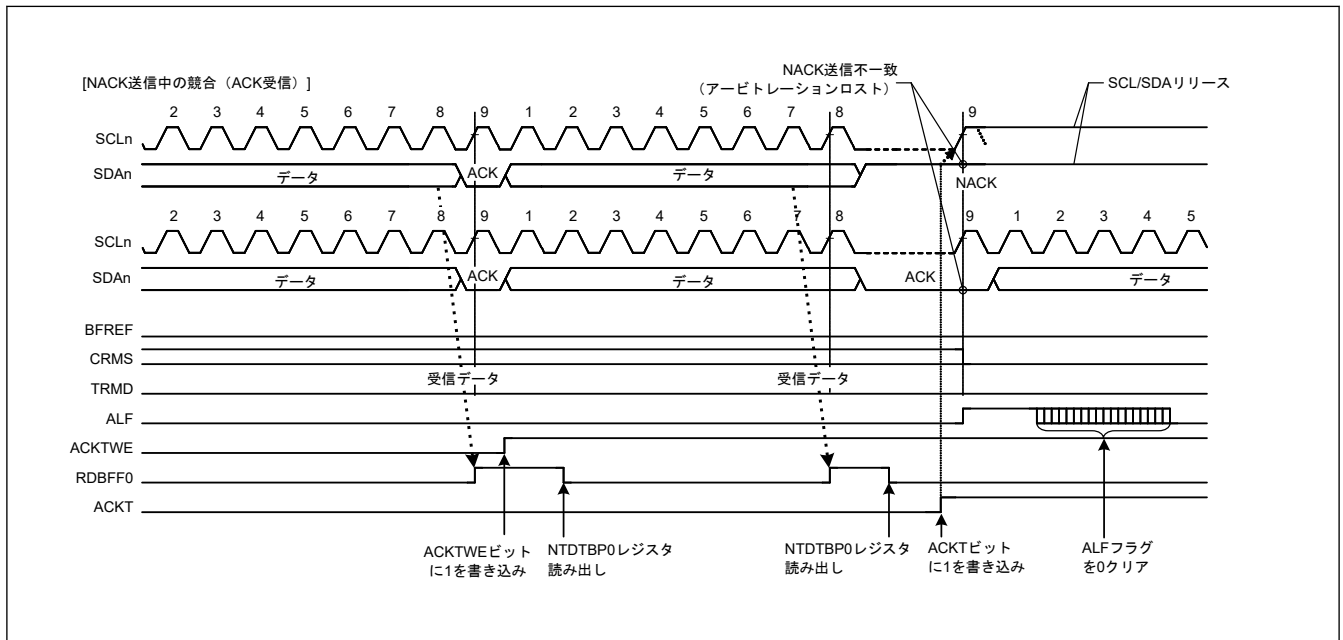 [NACK送信中の競合（ACK受信）]
NACK送信不一致
（アービトレーションロスト）
SCL/SDAリリース
2 3 4 5 6 7 8 9 1 2 3 4 5 6 7 8 9
SCLn
SDAn データ ACK データ NACK
2 3 4 5 6 7 8 9 1 2 3 4 5 6 7 8 9 1 2 3 4 5
SCLn
SDAn データ ACK データ ACK データ
BFREF
CRMS
受信データ 受信データ
TRMD
ALF
ACKTWE
RDBFF0
ACKT
ACKTWEビット
に1を書き込み
NTDTBP0レジスタ
読み出し
NTDTBP0レジスタ
読み出し
ACKTビット
に1を書き込み
ALFフラグ
を0クリア